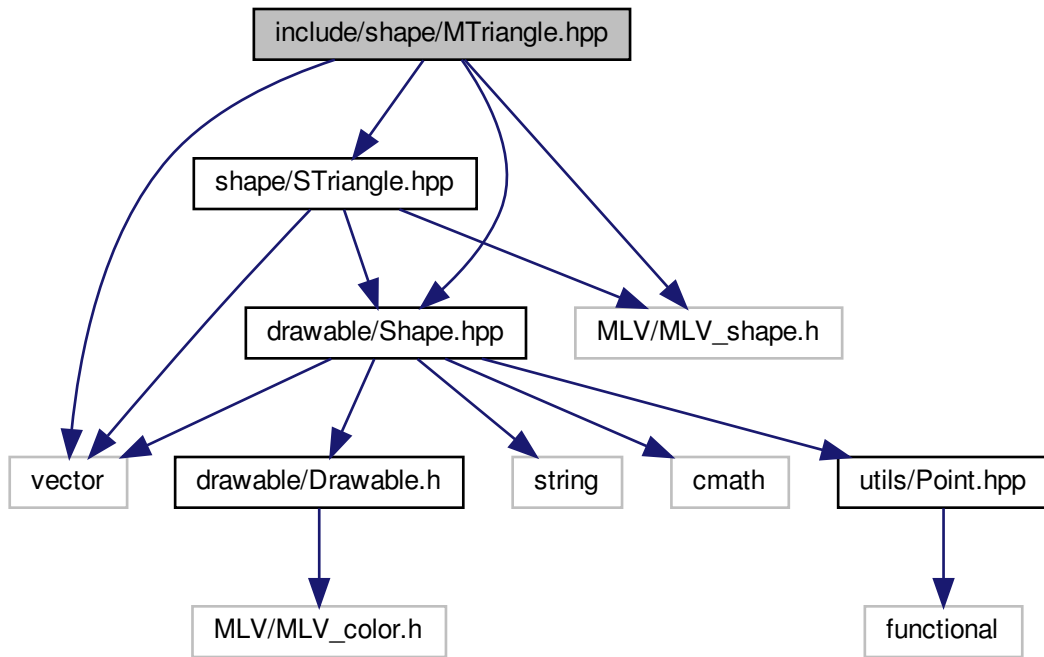 include/shape/MTriangle.hpp
shape/STriangle.hpp
drawable/Shape.hpp
MLV/MLV_shape.h
vector
drawable/Drawable.h
string
cmath
utils/Point.hpp
MLV/MLV_color.h
functional